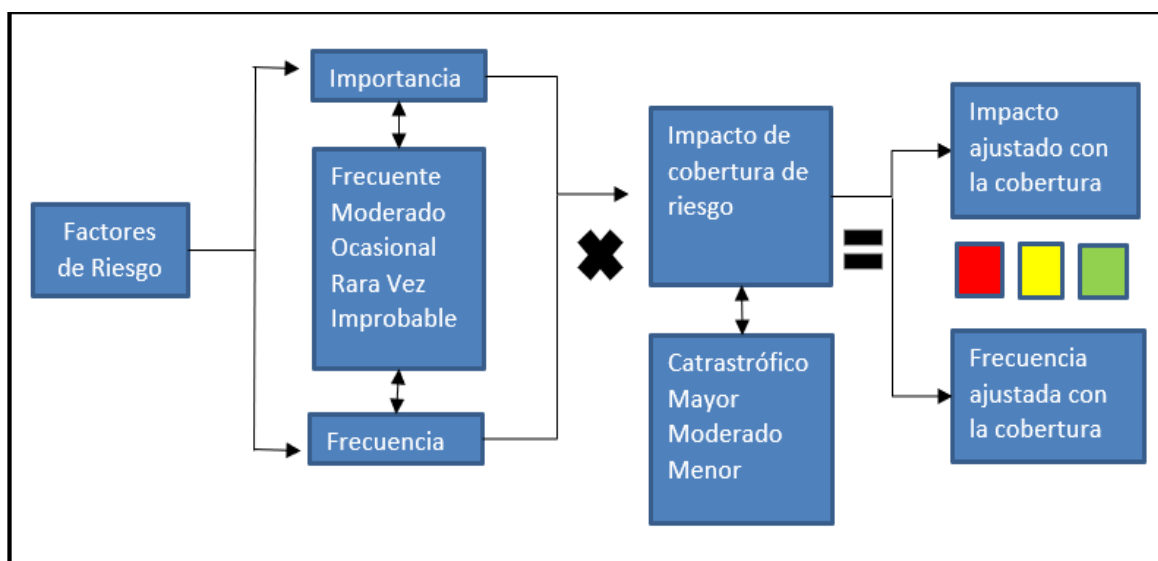 Factores
de Riesgo
Importancia
Frecuente
Moderado
Ocasional
Rara Vez
Improbable
Frecuencia
Impacto de
cobertura de
riesgo
Catrastrófico
Mayor
Moderado
Menor
Impacto
ajustado con
la cobertura
Frecuencia
ajustada con
la cobertura